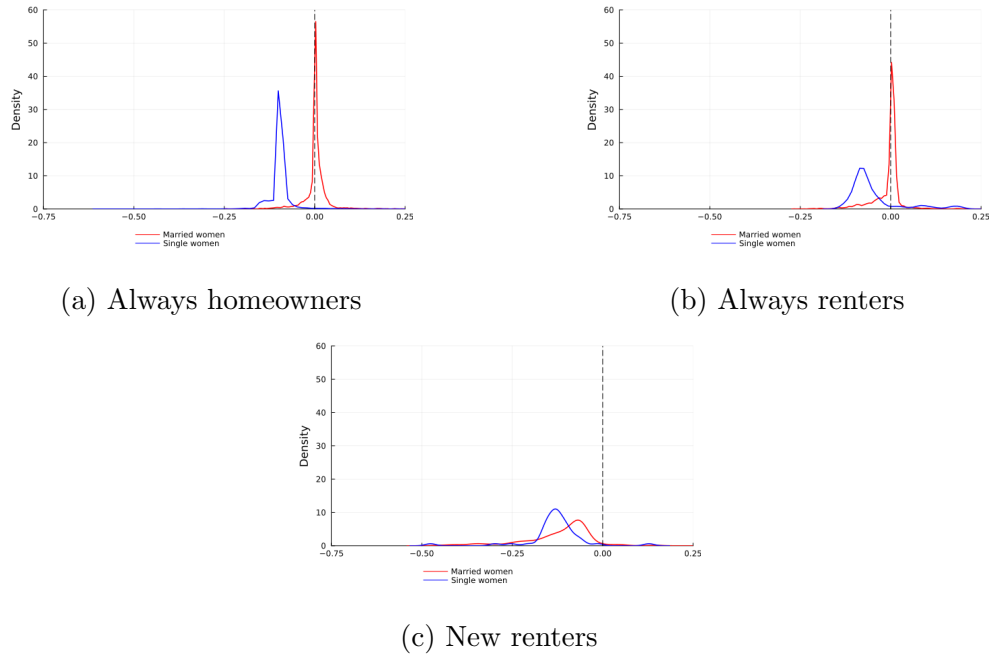 60
50
40
30
20
10
0
Density
−0.75 −0.50 −0.25 0.00 0.25
Married women
Single women
(a) Always homeowners
60
50
40
30
20
10
0
Density
−0.75 −0.50 −0.25 0.00 0.25
Married women
Single women
(b) Always renters
60
50
40
30
20
10
0
Density
−0.75 −0.50 −0.25 0.00 0.25
Married women
Single women
(c) New renters